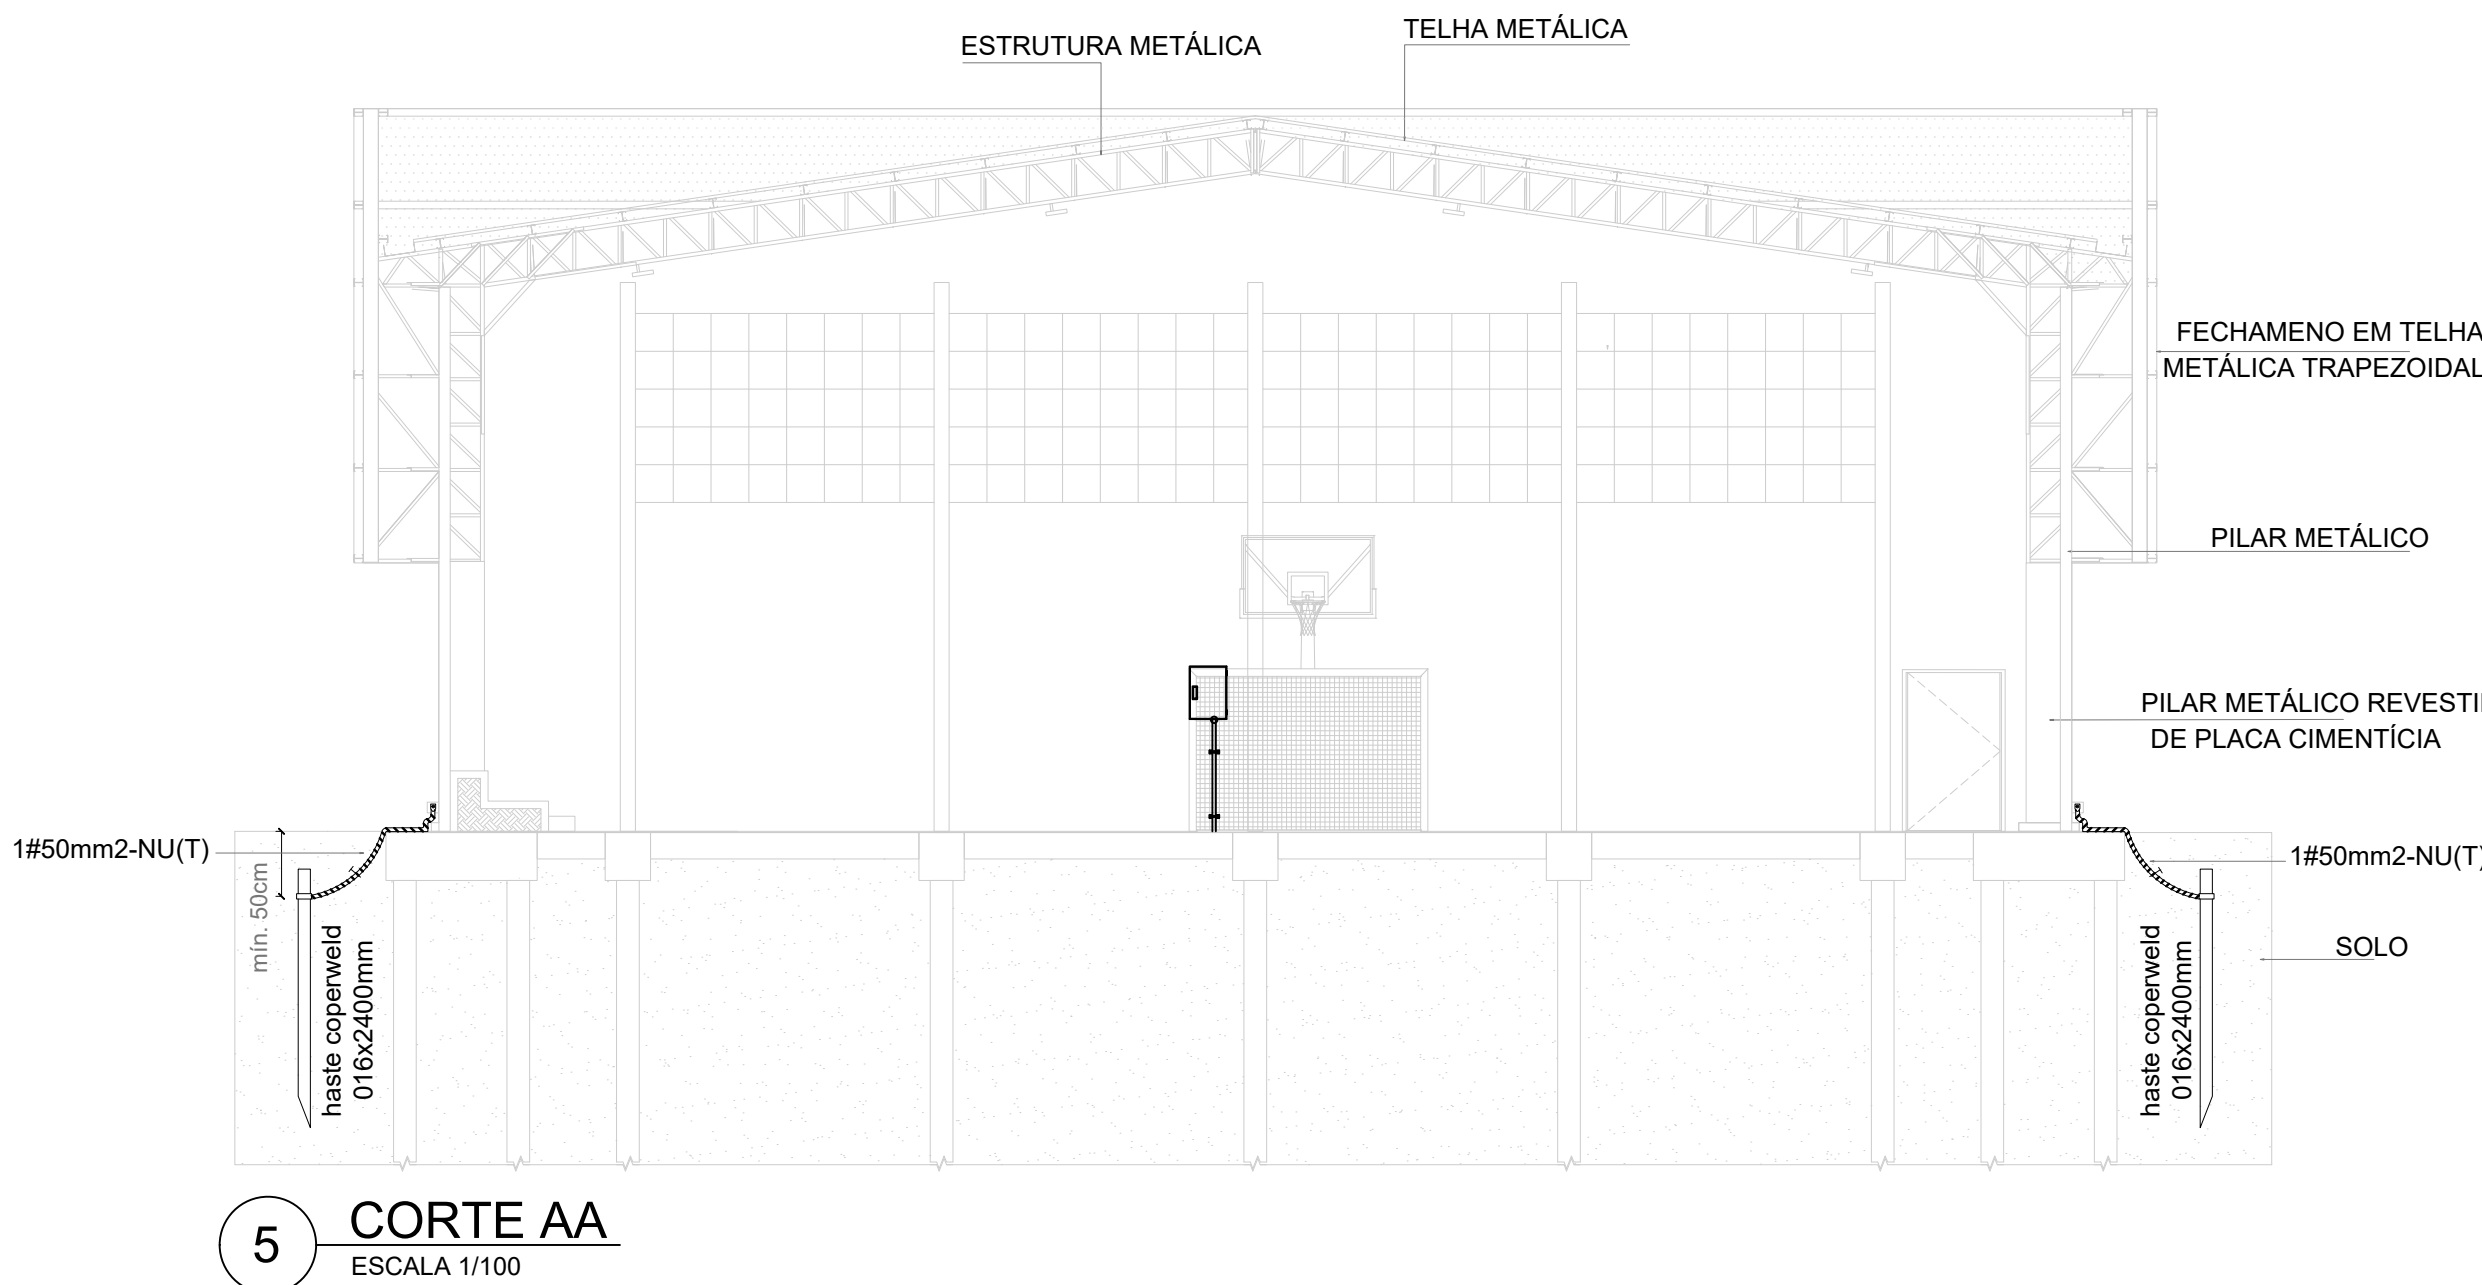 TELHA METÁLICA
ESTRUTURA METÁLICA
FECHAMENO EM TELHA
METÁLICA TRAPEZOIDAL
PILAR METÁLICO
PILAR METÁLICO REVESTI
DE PLACA CIMENTÍCIA
1#50mm2-NU(T)
1#50mm2-NU(T)
mín. 50cm
haste coperweld
016x2400mm
haste coperweld
016x2400mm
SOLO
5
CORTE AA
ESCALA 1/100